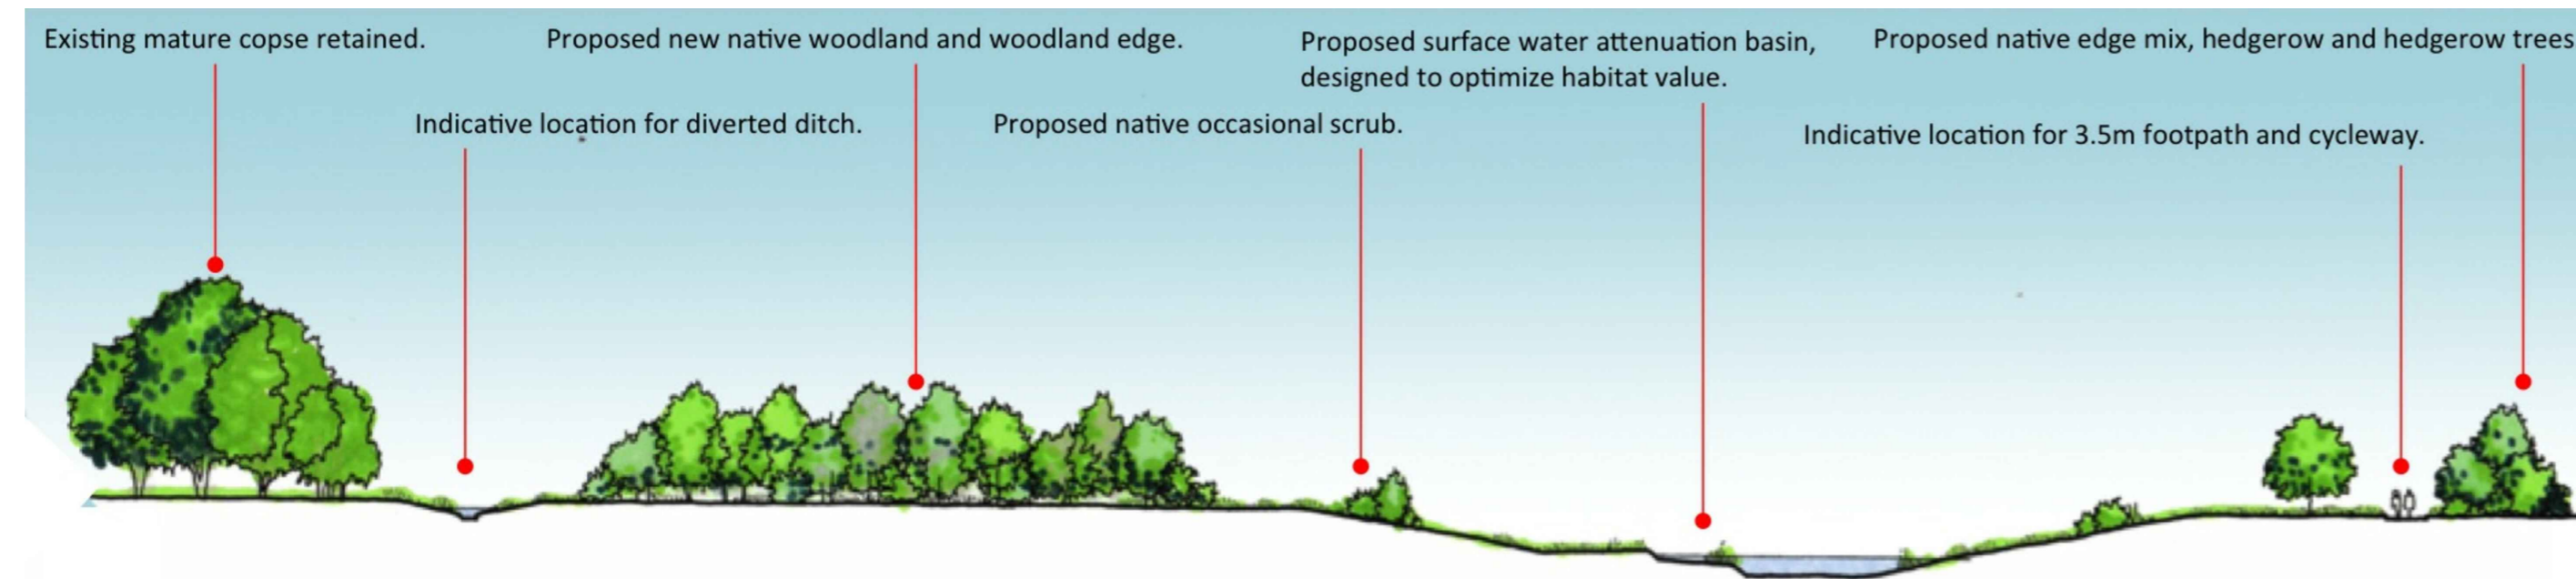 Existing mature copse retained.
Proposed new native woodland and woodland edge.
Proposed surface water attenuation basin,
designed to optimize habitat value.
Proposed native edge mix, hedgerow and hedgerow trees
Indicative location for diverted ditch.
Proposed native occasional scrub.
Indicative location for 3.5m footpath and cycleway.